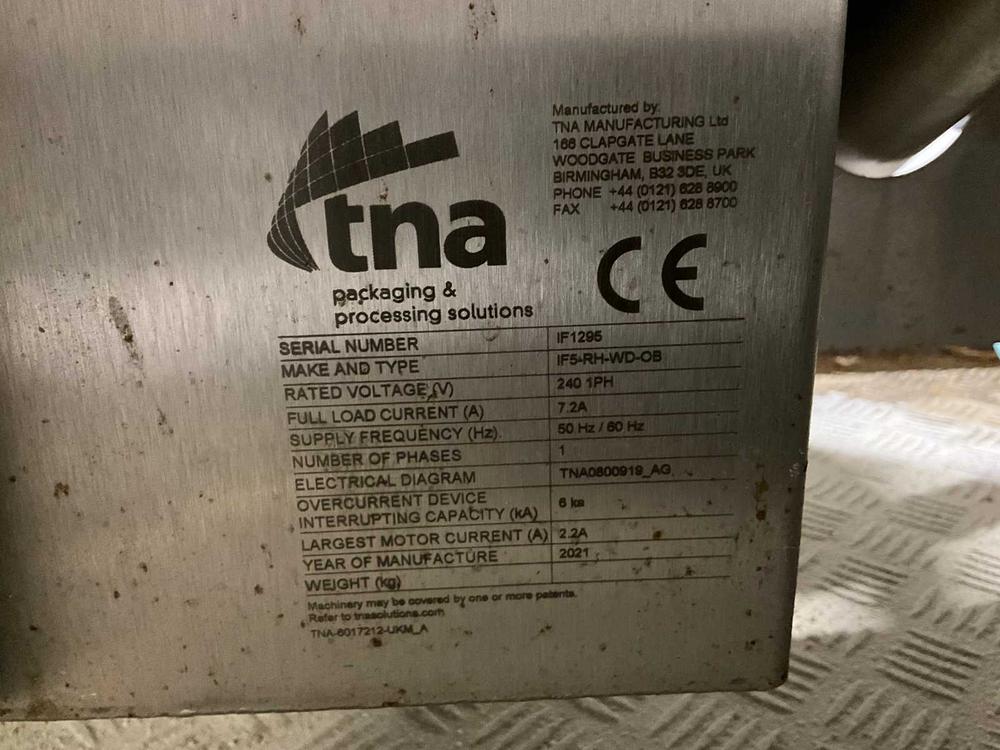 tna
packaging &
processing solutions
Manufactured by:
TNA MANUFACTURING Ltd
166 CLAPGATE LANE
WOODGATE BUSINESS PARK
BIRMINGHAM, B32 3DE, UK
PHONE +44 (0121) 628 8900
FAX +44 (0121) 628 8700
CE
SERIAL NUMBER IF1295
MAKE AND TYPE IF5-RH-WD-OB
RATED VOLTAGE (V) 240 1PH
FULL LOAD CURRENT (A) 7.2A
SUPPLY FREQUENCY (Hz) 50 Hz / 60 Hz
NUMBER OF PHASES 1
ELECTRICAL DIAGRAM TNA0800919_AG
OVERCURRENT DEVICE
INTERRUPTING CAPACITY (kA) 6 ka
LARGEST MOTOR CURRENT (A) 2.2A
YEAR OF MANUFACTURE 2021
WEIGHT (kg)
Machinery may be covered by one or more patents.
Refer to tnasolutions.com
TNA-6017212-UKM_A